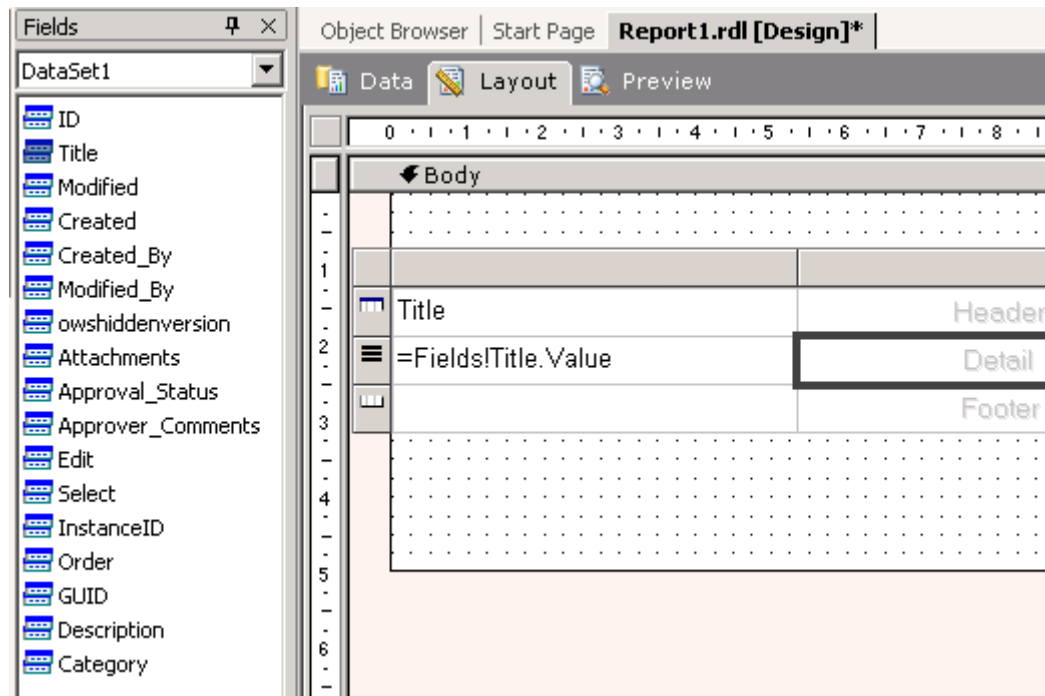 Fields
DataSet1
ID
Title
Modified
Created
Created_By
Modified_By
owshiddenversion
Attachments
Approval_Status
Approver_Comments
Edit
Select
InstanceID
Order
GUID
Description
Category
Object Browser Start Page Report1.rdl [Design]*
Data Layout Preview
0 1 2 3 4 5 6 7 8
Body
1
Title Header
2
=Fields!Title.Value Detail
Footer
3
4
5
6